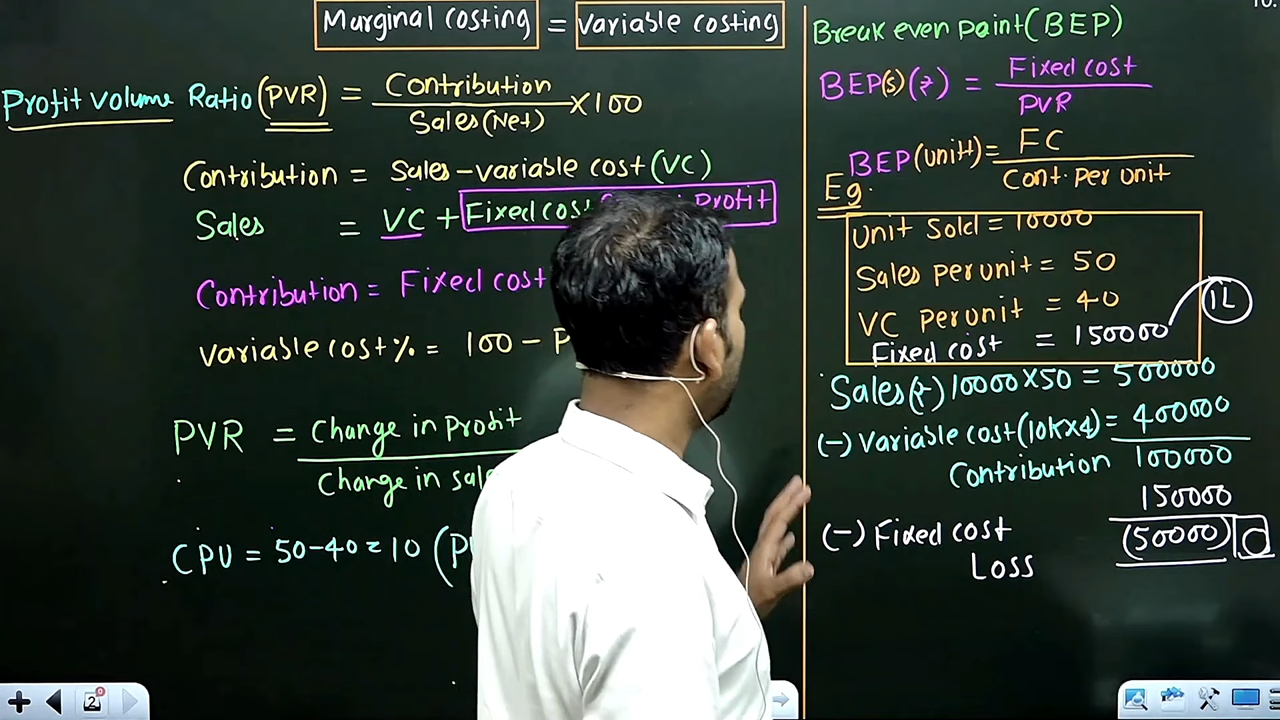 Marginal costing = Variable costing
Profit Volume Ratio (PVR) = Contribution / Sales (Net) × 100
Contribution = Sales - variable cost (VC)
Sales = VC + Fixed cost Profit
Contribution = Fixed cost
Variable cost % = 100 - P
PVR = Change in Profit / Change in sales
CPU = 50 - 40 = 10 (P
Break even point (BEP)
BEP(s) (₹) = Fixed cost / PVR
BEP (unit) = FC / Cont. per unit
Eg.
Unit Sold = 10000
Sales per unit = 50
VC per unit = 40
Fixed cost = 150000
1L
Sales (₹) 10000 × 50 = 500000
(-) Variable cost (10k×4) = 400000
Contribution 100000
150000
(-) Fixed cost
(50000) 0
Loss
2